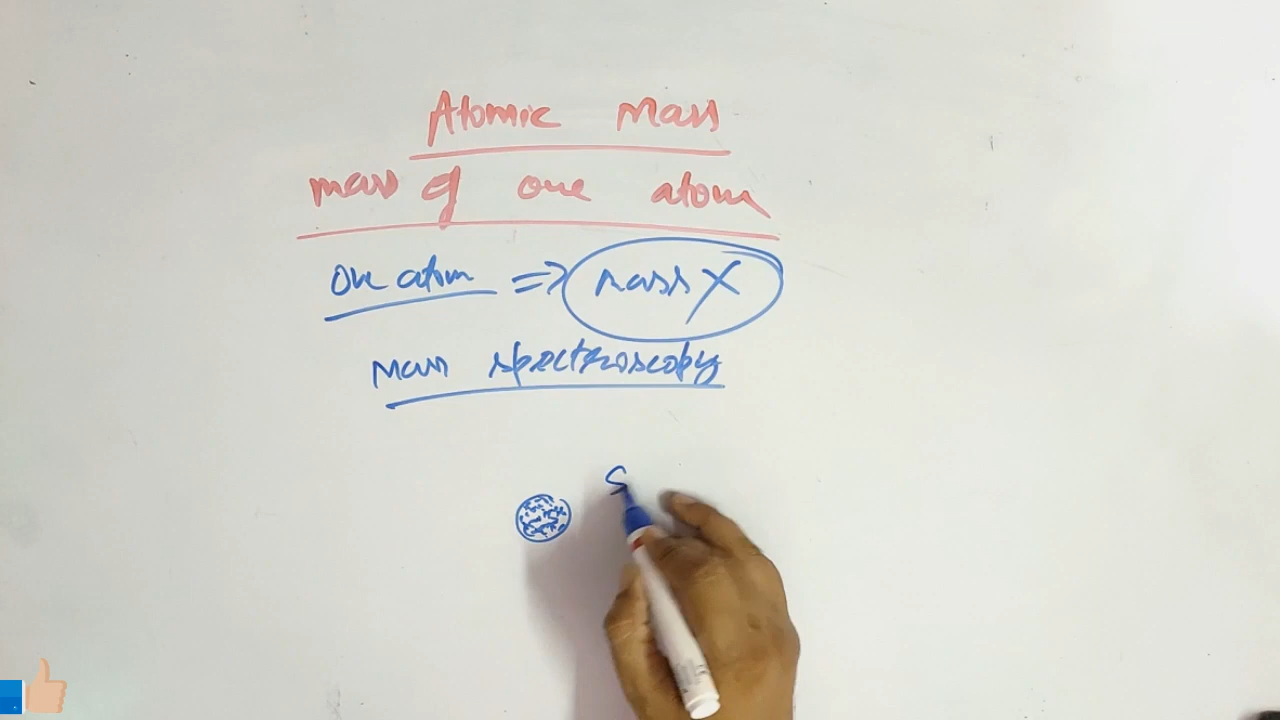 Atomic Mass
mass of one atom
one atom => mass X
Mass spectroscopy
S